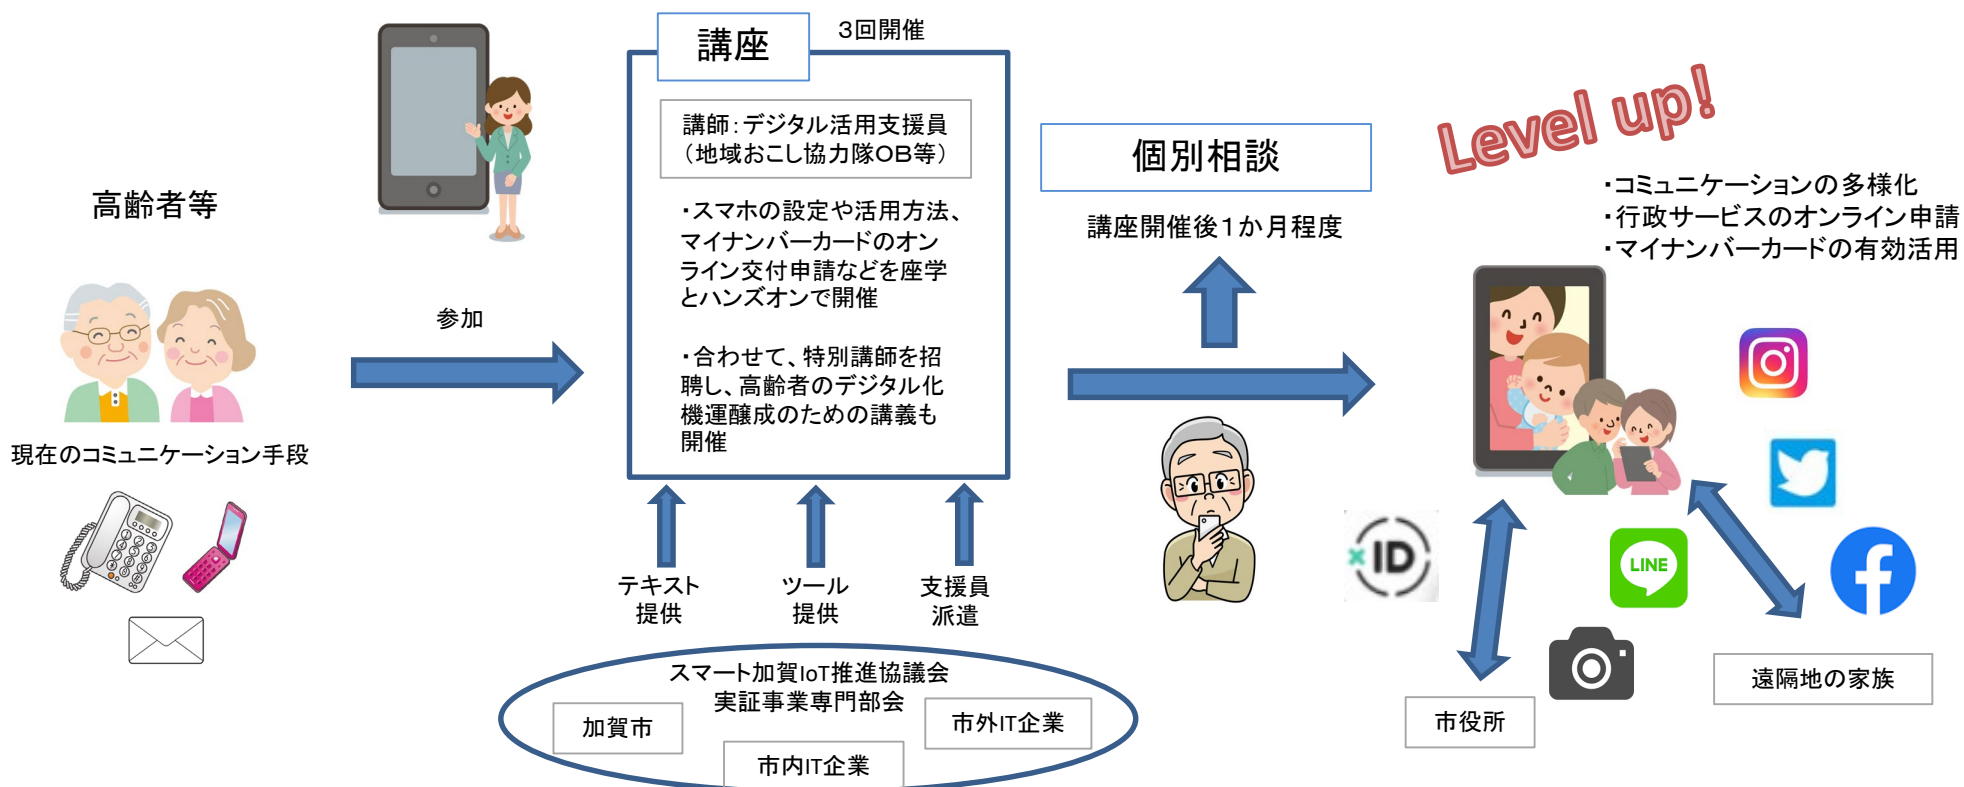 講座
3回開催
講師:デジタル活用支援員
(地域おこし協力隊OB等)
・スマホの設定や活用方法、
マイナンバーカードのオン
ライン交付申請などを座学
とハンズオンで開催
・合わせて、特別講師を招
聘し、高齢者のデジタル化
機運醸成のための講義も
開催
高齢者等
現在のコミュニケーション手段
参加
テキスト
提供
ツール
提供
支援員
派遣
スマート加賀IoT推進協議会
実証事業専門部会
加賀市
市内IT企業
市外IT企業
個別相談
講座開催後1か月程度
Level up!
・コミュニケーションの多様化
・行政サービスのオンライン申請
・マイナンバーカードの有効活用
xID
LINE
市役所
遠隔地の家族